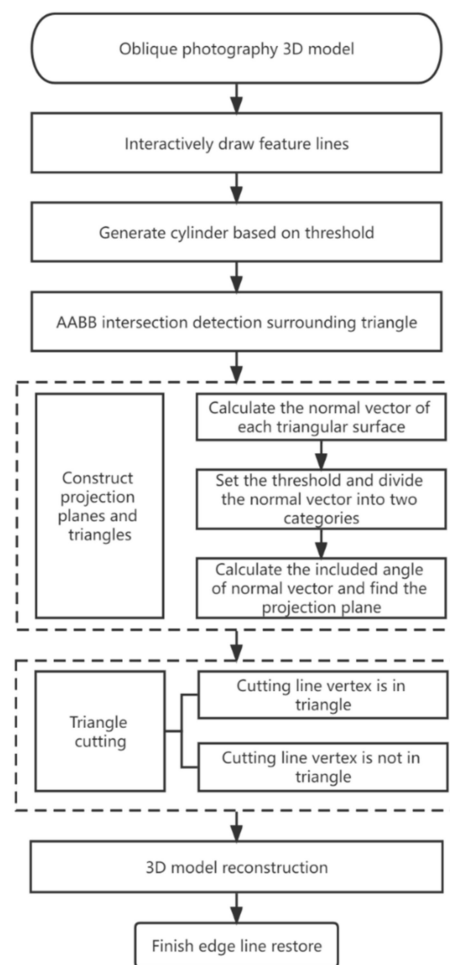 Oblique photography 3D model
Interactively draw feature lines
Generate cylinder based on threshold
AABB intersection detection surrounding triangle
Construct
projection
planes and
triangles
Calculate the normal vector of
each triangular surface
Set the threshold and divide
the normal vector into two
categories
Calculate the included angle
of normal vector and find the
projection plane
Triangle
cutting
Cutting line vertex is in
triangle
Cutting line vertex is not in
triangle
3D model reconstruction
Finish edge line restore